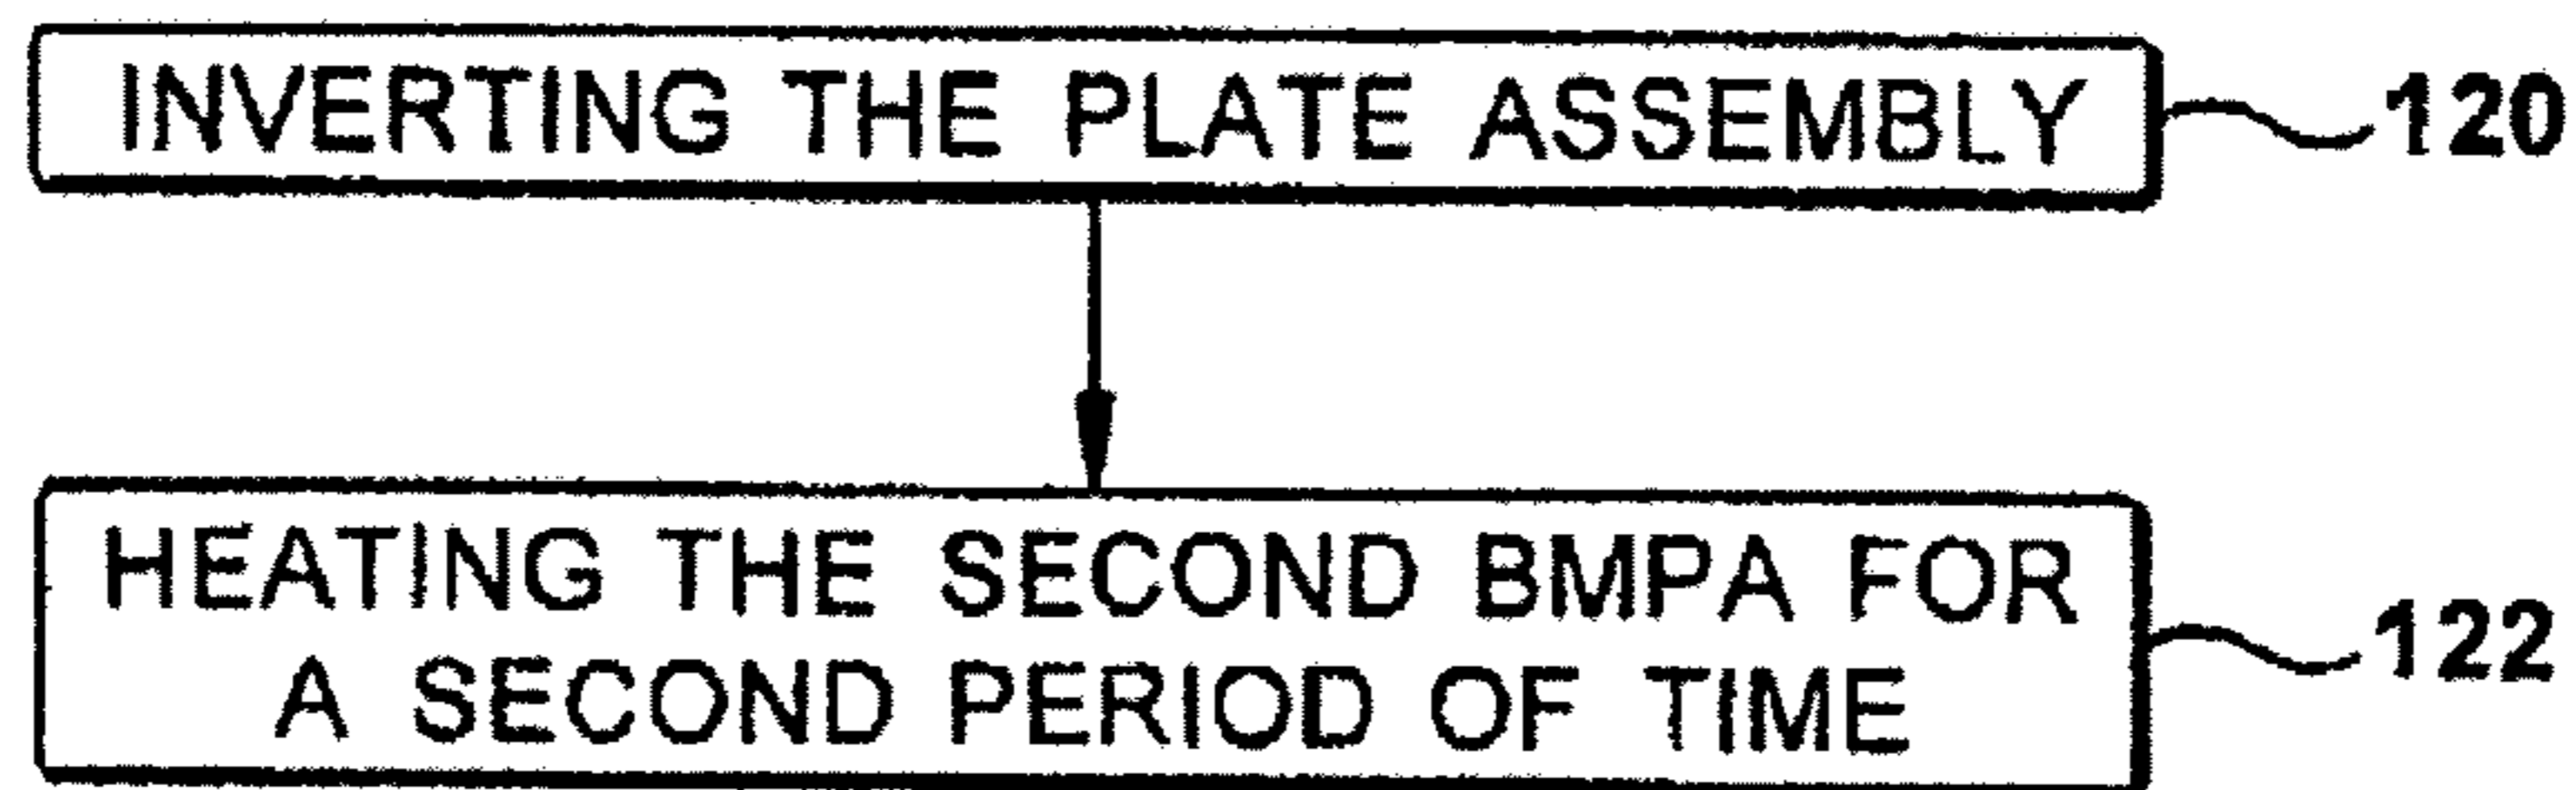 INVERTING THE PLATE ASSEMBLY
120
HEATING THE SECOND BMPA FOR
A SECOND PERIOD OF TIME
122